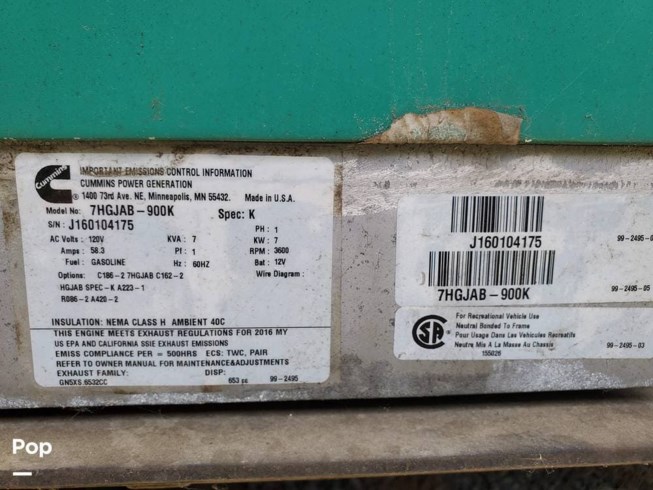 Cummins
IMPORTANT EMISSIONS CONTROL INFORMATION
CUMMINS POWER GENERATION
1400 73rd Ave. NE, Minneapolis, MN 55432. Made in U.S.A.
Model No: 7HGJAB-900K Spec: K
S/N: J160104175 PH: 1
AC Volts: 120V KVA: 7 KW: 7
Amps: 58.3 Pf: 1 RPM: 3600
Fuel: GASOLINE Hz: 60HZ Bat: 12V
Options: C186-2 7HGJAB C162-2 Wire Diagram:
HGJAB SPEC-K A223-1
R086-2 A420-2
INSULATION: NEMA CLASS H AMBIENT 40C
THIS ENGINE MEETS EXHAUST REGULATIONS FOR 2016 MY
US EPA AND CALIFORNIA SSIE EXHAUST EMISSIONS
EMISS COMPLIANCE PER = 500HRS ECS: TWC, PAIR
REFER TO OWNER MANUAL FOR MAINTENANCE&ADJUSTMENTS
EXHAUST FAMILY: DISP:
GN5XS.6532CC 653 99-2495
J160104175
99-2495-0
7HGJAB-900K
99-2495-05
For Recreational Vehicle Use
Neutral Bonded To Frame
Pour Usage Dans Les Vehicules Recreatifs
Neutre Mis A La Masse Au Chassis
155026
99-2495-03
Pop